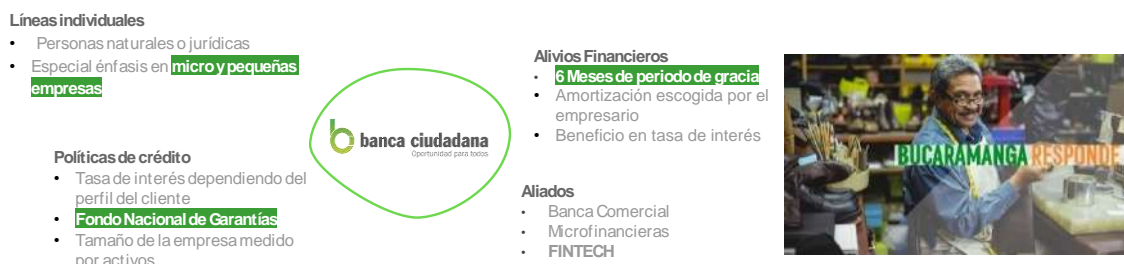 Líneas individuales
• Personas naturales o jurídicas
• Especial énfasis en micro y pequeñas
empresas
Políticas de crédito
• Tasa de interés dependiendo del
perfil del cliente
• Fondo Nacional de Garantías
• Tamaño de la empresa medido
por activos
banca ciudadana
Oportunidad para todos
Alivios Financieros
• 6 Meses de periodo de gracia
• Amortización escogida por el
empresario
• Beneficio en tasa de interés
Aliados
• Banca Comercial
• Microfinancieras
• FINTECH
BUCARAMANGA RESPONDE